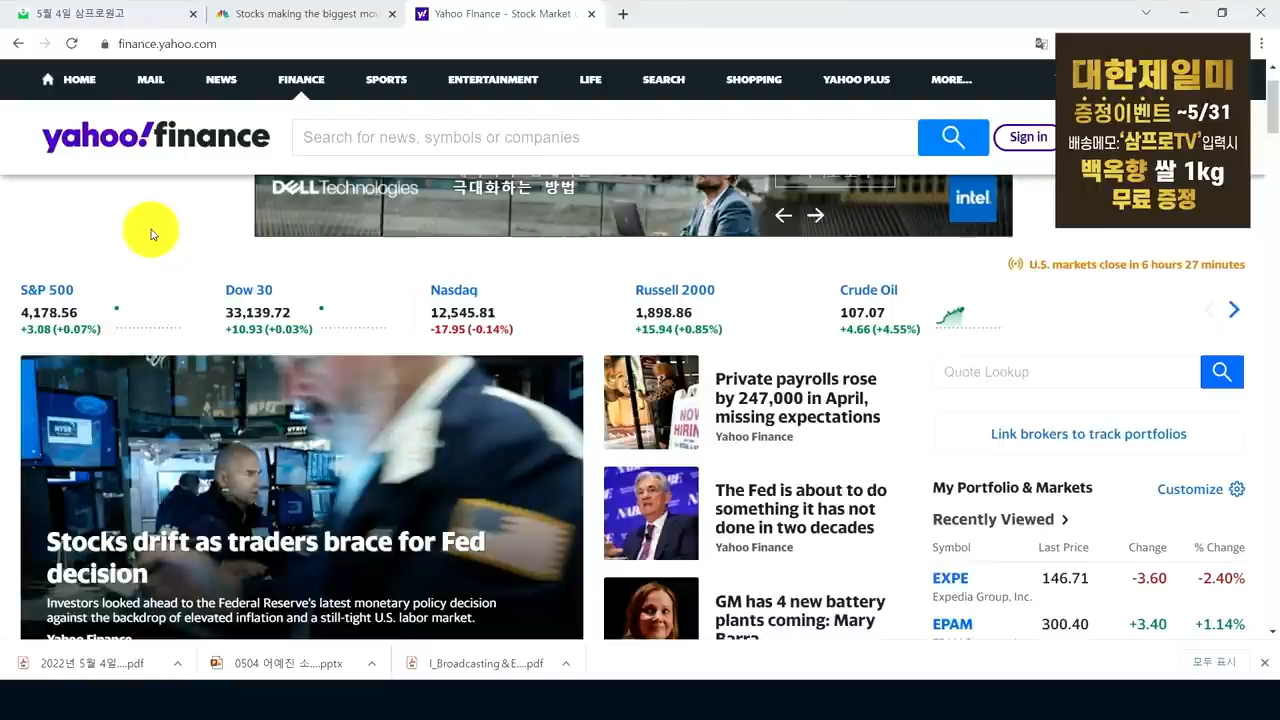 5월 4일 삼프로원고
Stocks making the biggest mov
Yahoo Finance - Stock Market
finance.yahoo.com
HOME
MAIL
NEWS
FINANCE
SPORTS
ENTERTAINMENT
LIFE
SEARCH
SHOPPING
YAHOO PLUS
MORE...
대한제일미
증정이벤트 ~5/31
배송메모:'삼프로TV'입력시
백옥향 쌀 1kg
무료 증정
yahoo!finance
Search for news, symbols or companies
Sign in
DELLTechnologies
극대화하는 방법
intel
U.S. markets close in 6 hours 27 minutes
S&P 500
4,178.56
+3.08 (+0.07%)
Dow 30
33,139.72
+10.93 (+0.03%)
Nasdaq
12,545.81
-17.95 (-0.14%)
Russell 2000
1,898.86
+15.94 (+0.85%)
Crude Oil
107.07
+4.66 (+4.55%)
NYSE
Stocks drift as traders brace for Fed
decision
Investors looked ahead to the Federal Reserve's latest monetary policy decision
against the backdrop of elevated inflation and a still-tight U.S. labor market.
Yahoo Finance
NOW
HIRING
Private payrolls rose
by 247,000 in April,
missing expectations
Yahoo Finance
The Fed is about to do
something it has not
done in two decades
Yahoo Finance
GM has 4 new battery
plants coming: Mary
Barra
Quote Lookup
Link brokers to track portfolios
My Portfolio & Markets
Customize
Recently Viewed
Symbol
Last Price
Change
% Change
EXPE
146.71
-3.60
-2.40%
Expedia Group, Inc.
EPAM
300.40
+3.40
+1.14%
2022년 5월 4일....pdf
0504 어예진 소....pptx
I_Broadcasting&E....pdf
모두 표시